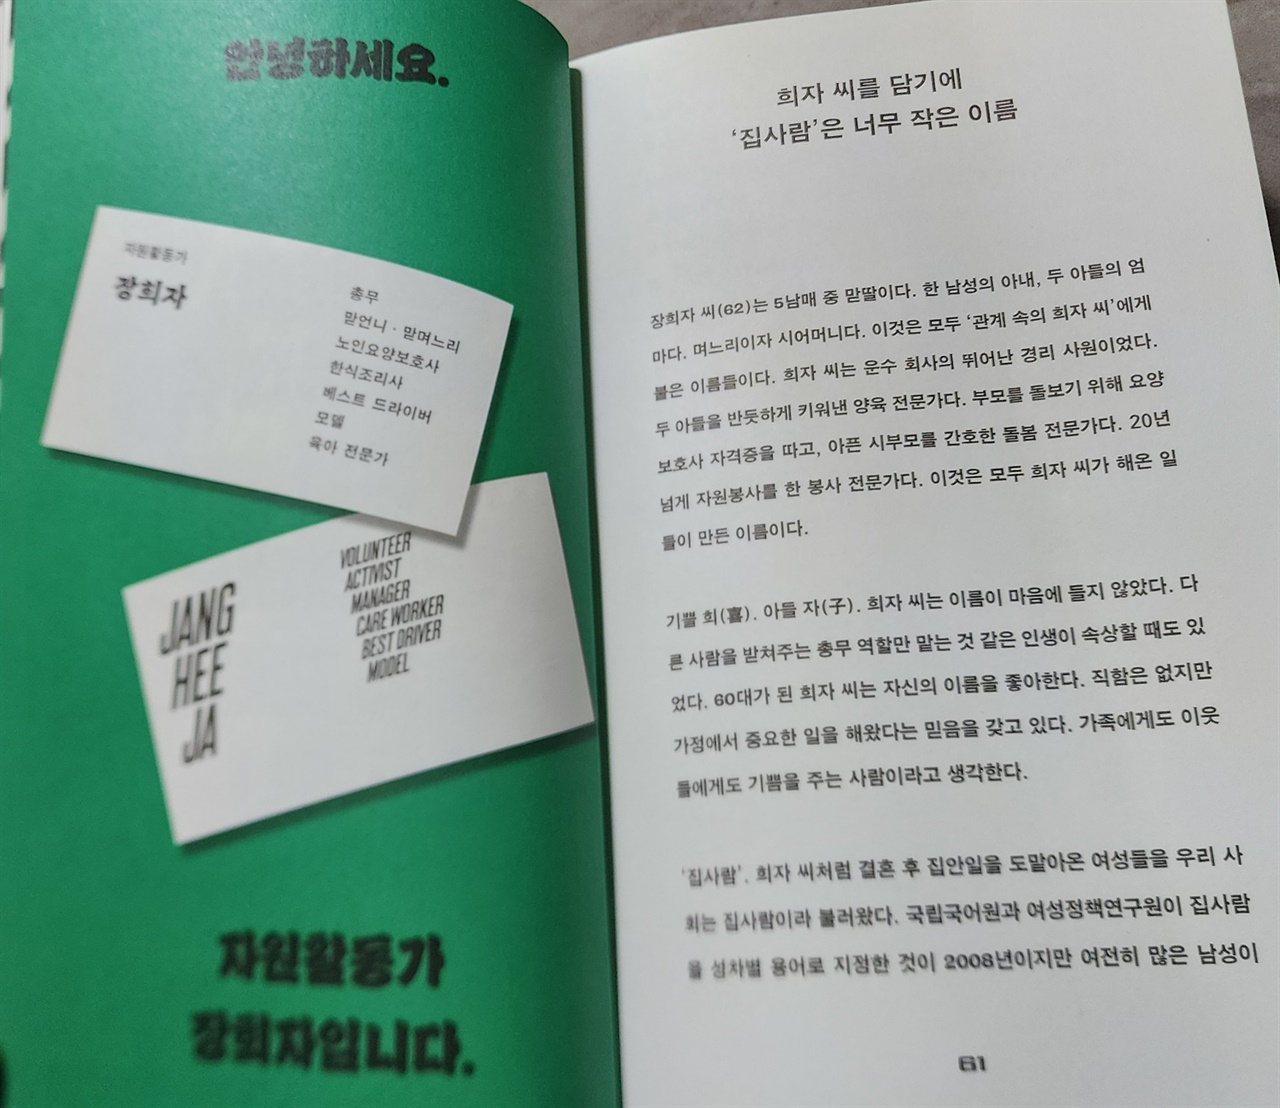 안녕하세요.
자원활동가
장희자
총무
맏언니 · 맏며느리
노인요양보호사
한식조리사
베스트 드라이버
모델
육아 전문가
JANG
HEE
JA
VOLUNTEER
ACTIVIST
MANAGER
CARE WORKER
BEST DRIVER
MODEL
자원활동가
장희자입니다.
희자 씨를 담기에
‘집사람’은 너무 작은 이름
장희자 씨(62)는 5남매 중 맏딸이다. 한 남성의 아내, 두 아들의 엄
마다. 며느리이자 시어머니다. 이것은 모두 ‘관계 속의 희자 씨’에게
붙은 이름들이다. 희자 씨는 운수 회사의 뛰어난 경리 사원이었다.
두 아들을 반듯하게 키워낸 양육 전문가다. 부모를 돌보기 위해 요양
보호사 자격증을 따고, 아픈 시부모를 간호한 돌봄 전문가다. 20년
넘게 자원봉사를 한 봉사 전문가다. 이것은 모두 희자 씨가 해온 일
들이 만든 이름이다.
기쁠 희(喜). 아들 자(子). 희자 씨는 이름이 마음에 들지 않았다. 다
른 사람을 받쳐주는 총무 역할만 맡는 것 같은 인생이 속상할 때도 있
었다. 60대가 된 희자 씨는 자신의 이름을 좋아한다. 직함은 없지만
가정에서 중요한 일을 해왔다는 믿음을 갖고 있다. 가족에게도 이웃
들에게도 기쁨을 주는 사람이라고 생각한다.
‘집사람’. 희자 씨처럼 결혼 후 집안일을 도맡아온 여성들을 우리 사
회는 집사람이라 불러왔다. 국립국어원과 여성정책연구원이 집사람
을 성차별 용어로 지정한 것이 2008년이지만 여전히 많은 남성이
61